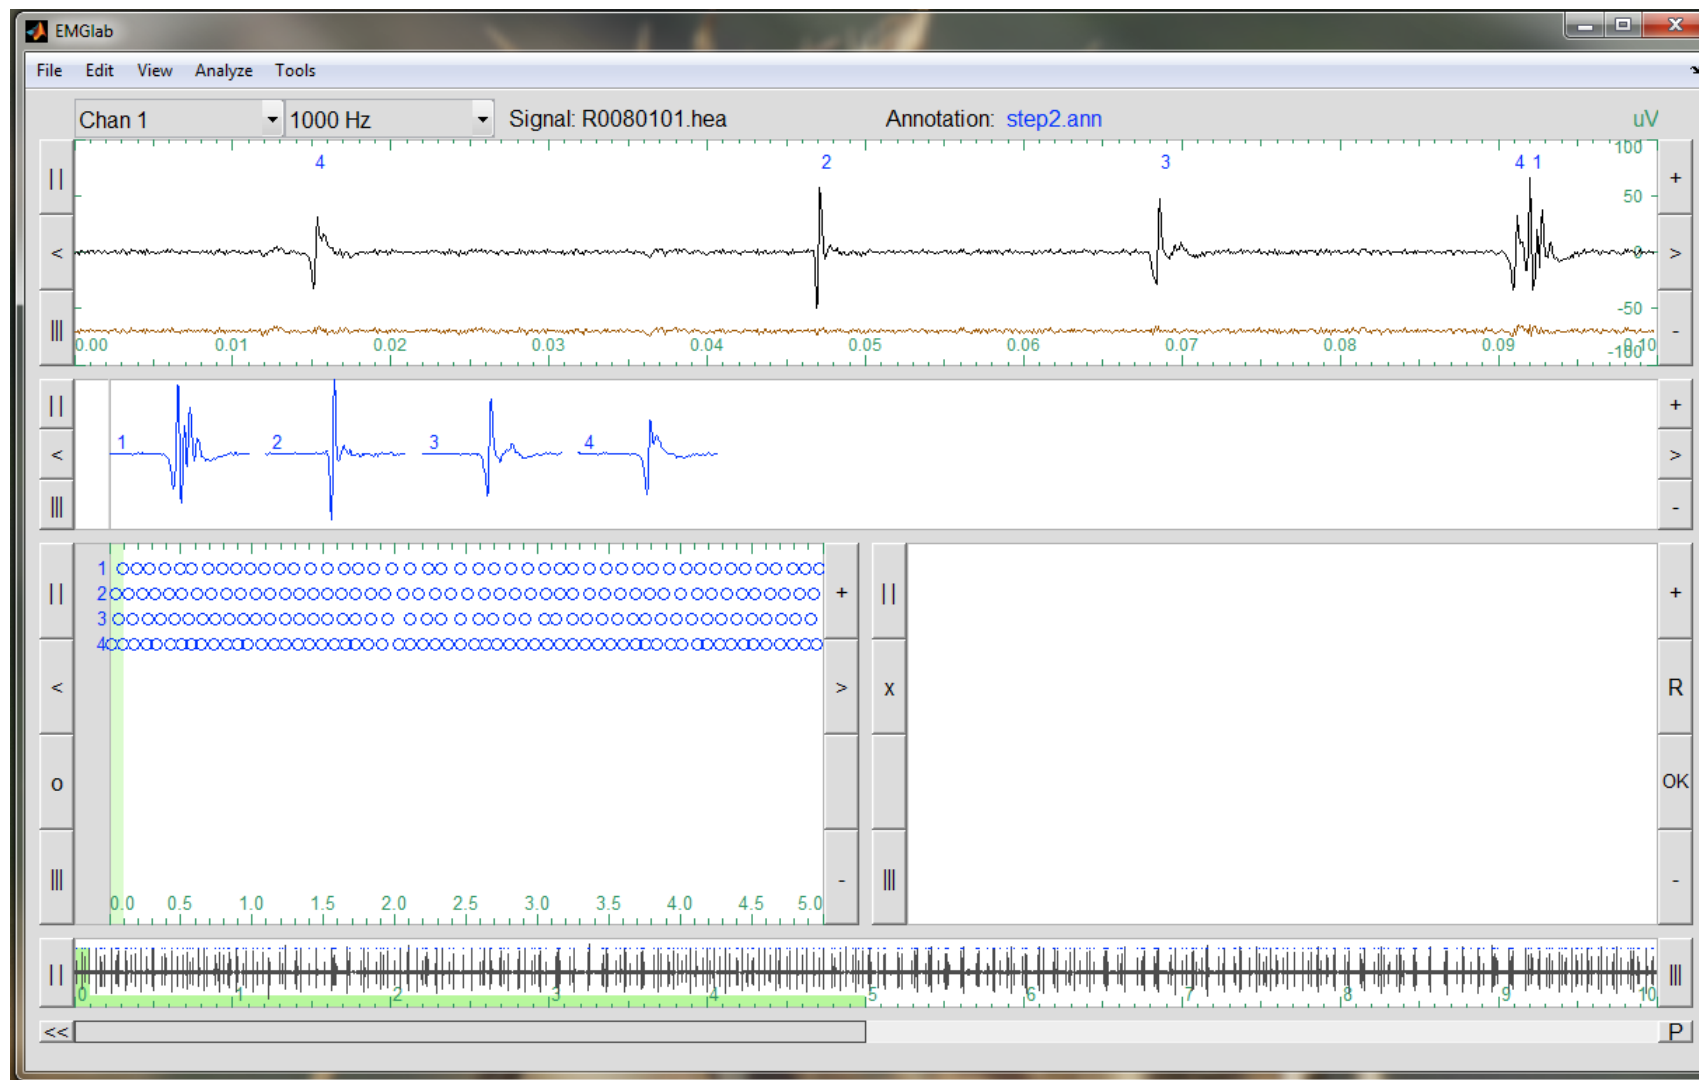 EMGlab
File Edit View Analyze Tools
Chan 1 1000 Hz Signal: R0080101.hea Annotation: step2.ann uV
100
4 2 3 4 1
| | +
50
< 0 >
-50
||| -
0.00 0.01 0.02 0.03 0.04 0.05 0.06 0.07 0.08 0.09 0.10
-100
| | +
1 2 3 4
< >
||| -
1
2
| | + | | +
3
4
< > x R
o OK
||| - ||| -
0.0 0.5 1.0 1.5 2.0 2.5 3.0 3.5 4.0 4.5 5.0
| | |||
0 1 2 3 4 5 6 7 8 9 10
<< P